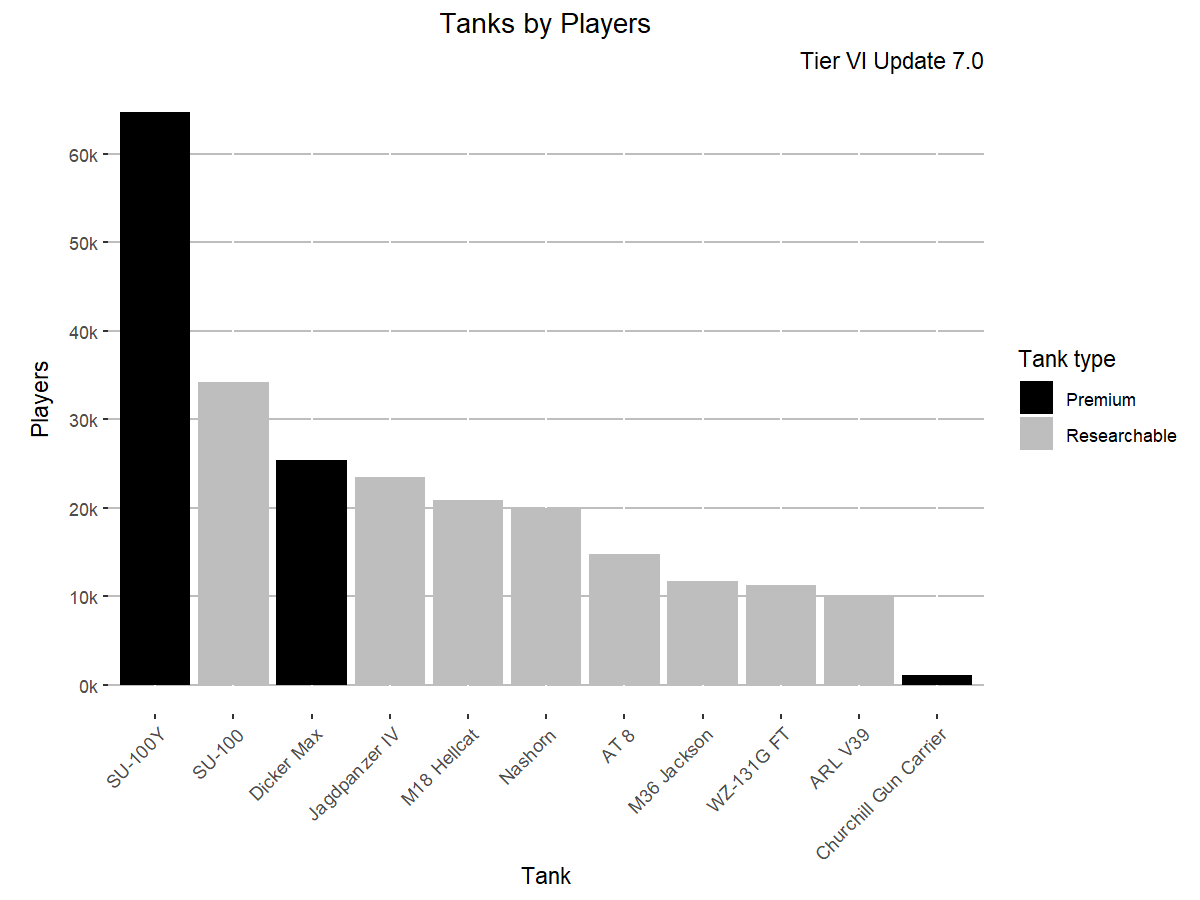 Tanks by Players
Tier VI Update 7.0
60k
50k
40k
30k
20k
10k
0k
Players
SU-100Y
SU-100
Dicker Max
Jagdpanzer IV
M18 Hellcat
Nashorn
AT 8
M36 Jackson
WZ-131G FT
ARL V39
Churchill Gun Carrier
Tank
Tank type
Premium
Researchable